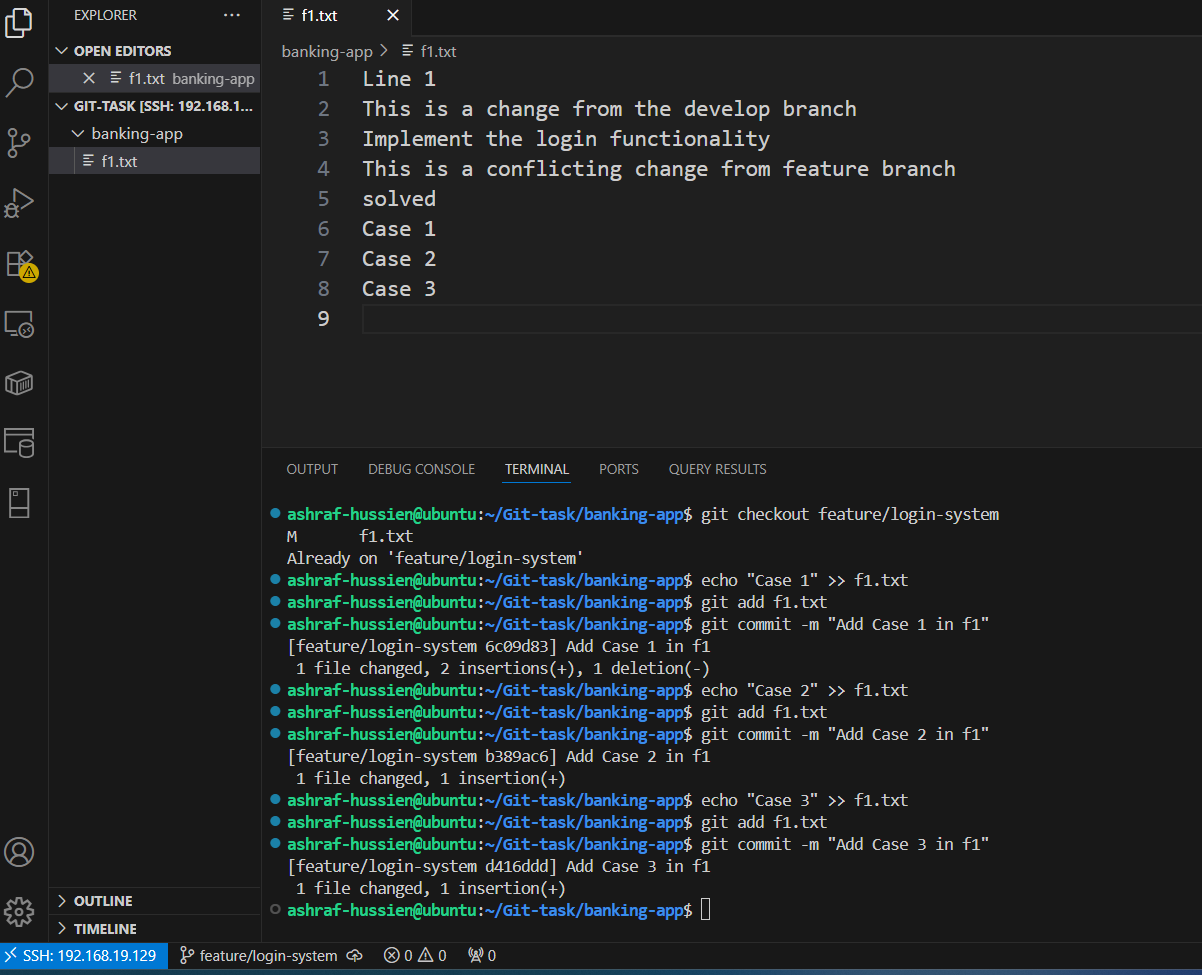 EXPLORER
OPEN EDITORS
f1.txt banking-app
GIT-TASK [SSH: 192.168.1...
banking-app
f1.txt
OUTLINE
TIMELINE
f1.txt
banking-app > f1.txt
1 Line 1
2 This is a change from the develop branch
3 Implement the login functionality
4 This is a conflicting change from feature branch
5 solved
6 Case 1
7 Case 2
8 Case 3
9
OUTPUT DEBUG CONSOLE TERMINAL PORTS QUERY RESULTS
ashraf-hussien@ubuntu:~/Git-task/banking-app$ git checkout feature/login-system
M f1.txt
Already on 'feature/login-system'
ashraf-hussien@ubuntu:~/Git-task/banking-app$ echo "Case 1" >> f1.txt
ashraf-hussien@ubuntu:~/Git-task/banking-app$ git add f1.txt
ashraf-hussien@ubuntu:~/Git-task/banking-app$ git commit -m "Add Case 1 in f1"
[feature/login-system 6c09d83] Add Case 1 in f1
1 file changed, 2 insertions(+), 1 deletion(-)
ashraf-hussien@ubuntu:~/Git-task/banking-app$ echo "Case 2" >> f1.txt
ashraf-hussien@ubuntu:~/Git-task/banking-app$ git add f1.txt
ashraf-hussien@ubuntu:~/Git-task/banking-app$ git commit -m "Add Case 2 in f1"
[feature/login-system b389ac6] Add Case 2 in f1
1 file changed, 1 insertion(+)
ashraf-hussien@ubuntu:~/Git-task/banking-app$ echo "Case 3" >> f1.txt
ashraf-hussien@ubuntu:~/Git-task/banking-app$ git add f1.txt
ashraf-hussien@ubuntu:~/Git-task/banking-app$ git commit -m "Add Case 3 in f1"
[feature/login-system d416ddd] Add Case 3 in f1
1 file changed, 1 insertion(+)
ashraf-hussien@ubuntu:~/Git-task/banking-app$
SSH: 192.168.19.129 feature/login-system 0 0 0